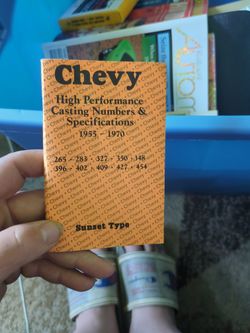 Chevy
High Performance
Casting Numbers &
Specifications
1955 - 1970
265 - 283 - 327 - 350 - 348
396 - 402 - 409 - 427 - 454
Sunset Type